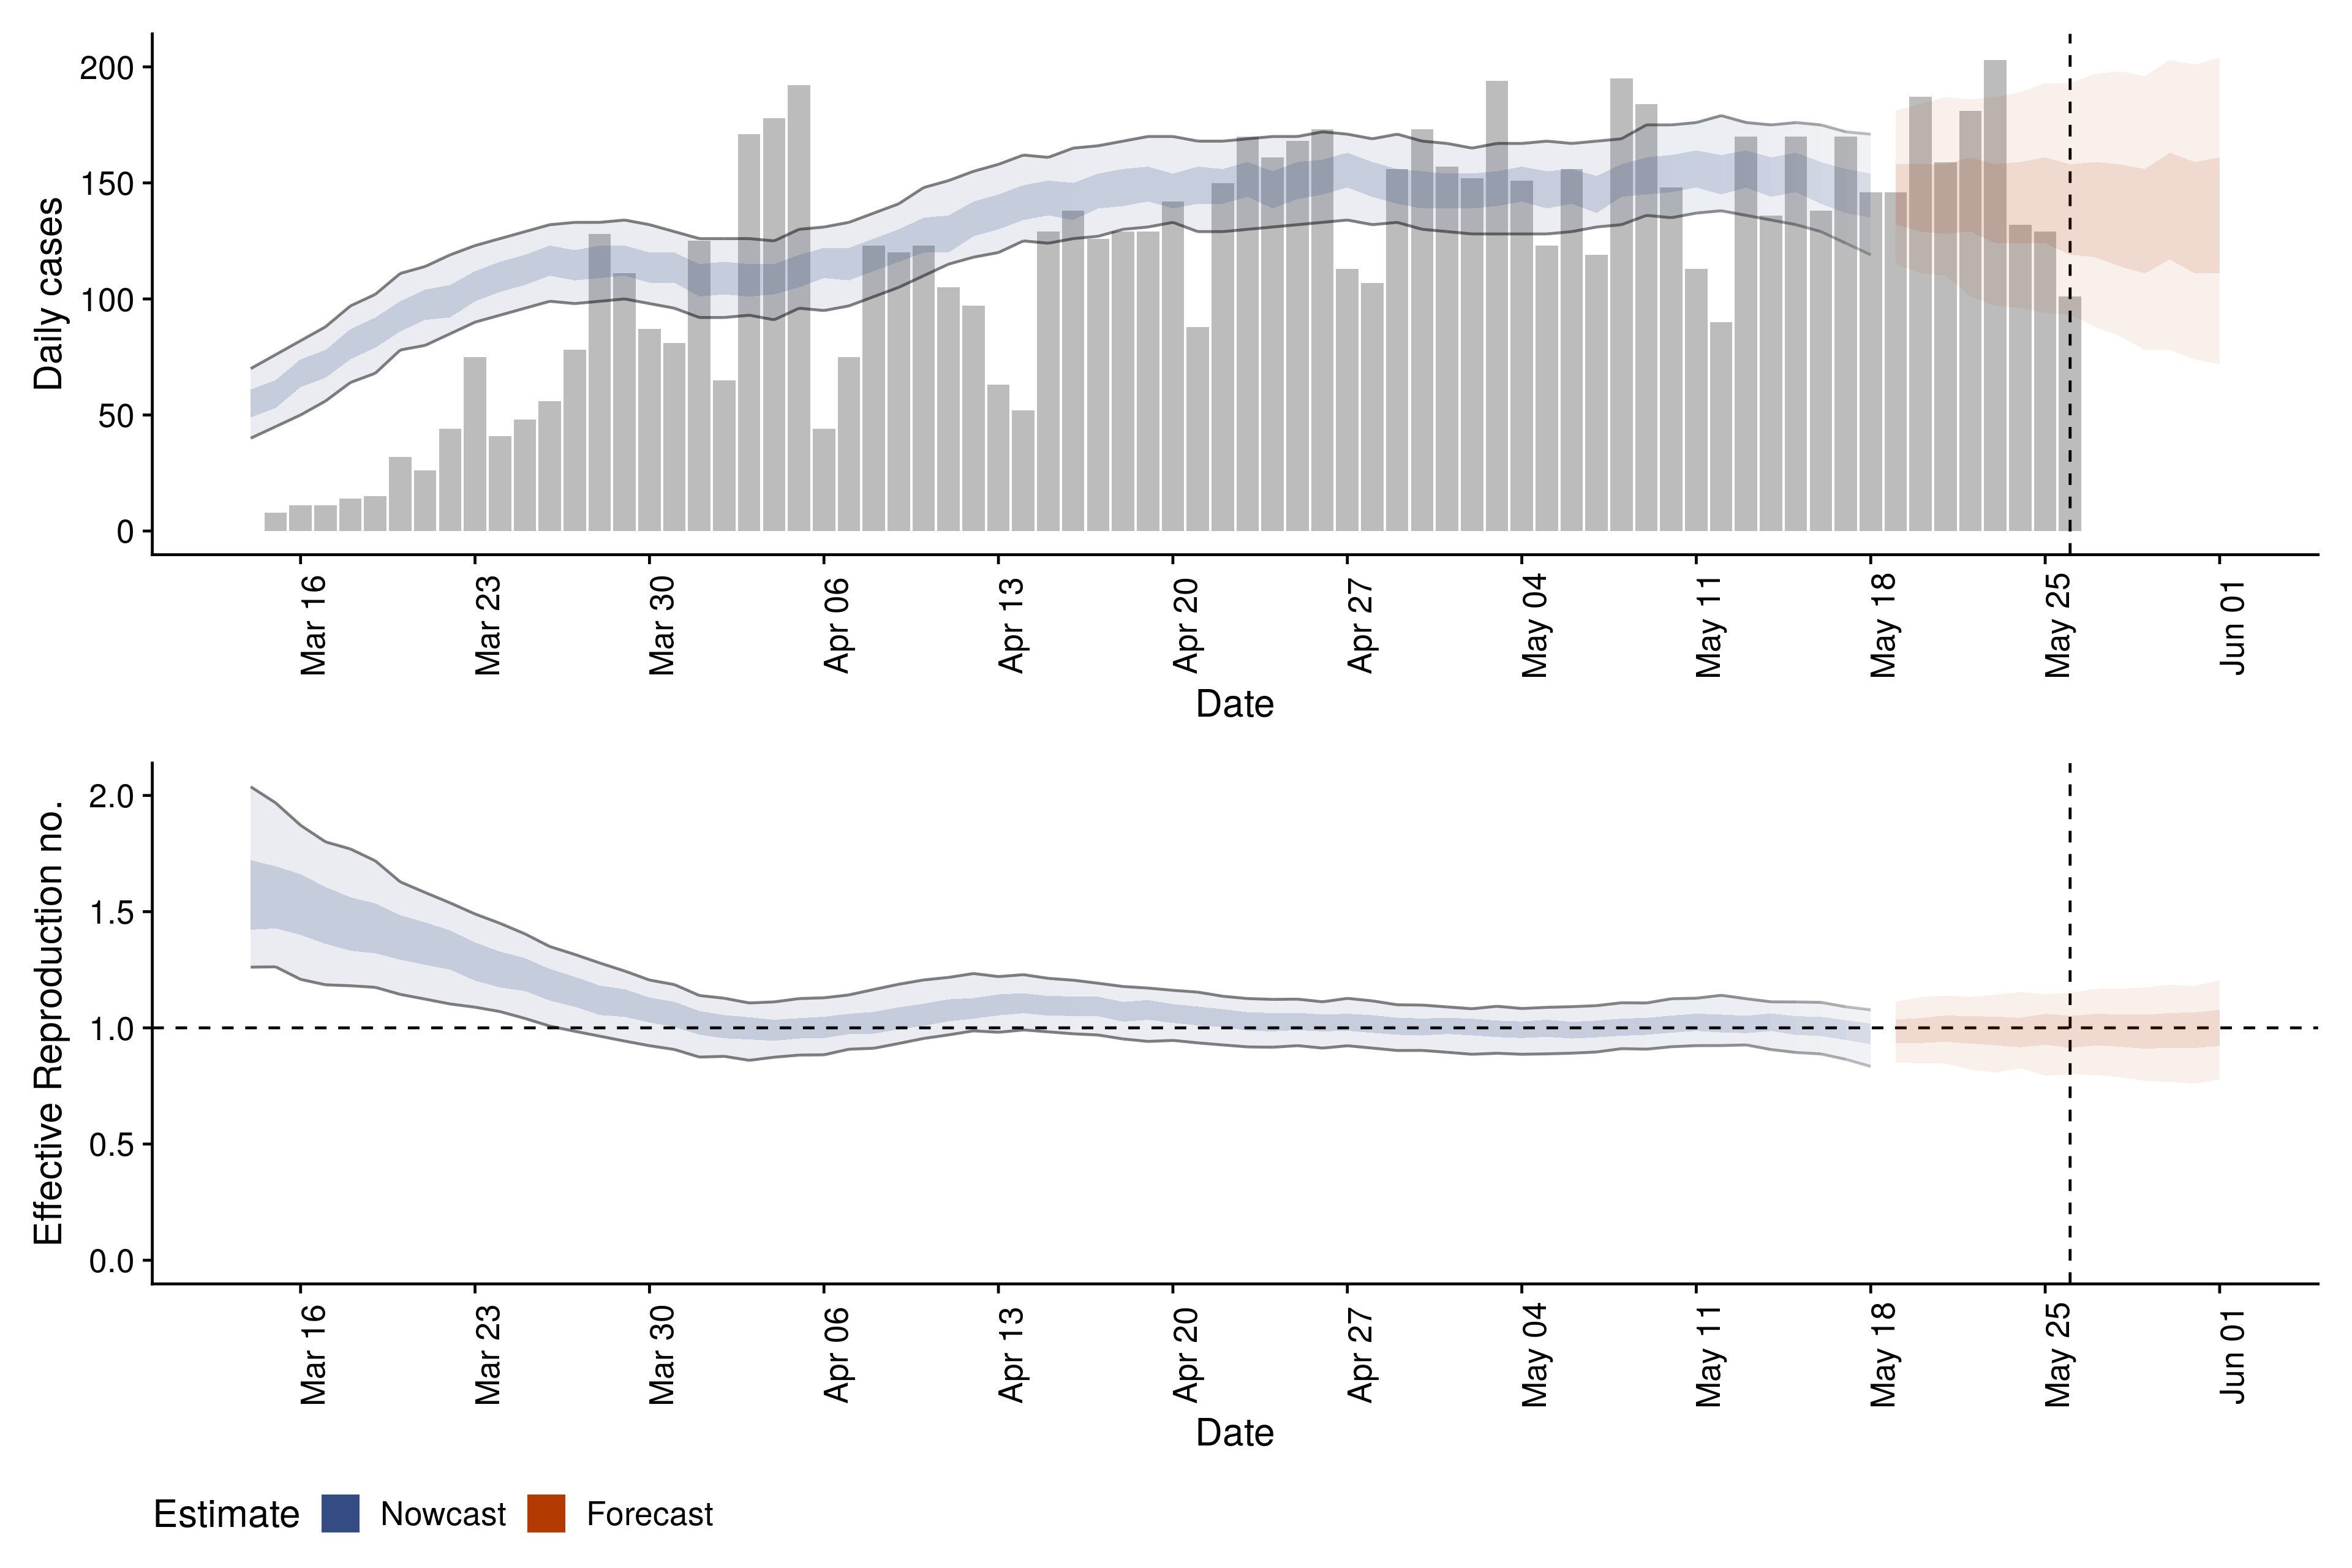 Daily cases
200
150
100
50
0
Mar 16
Mar 23
Mar 30
Apr 06
Apr 13
Apr 20
Apr 27
May 04
May 11
May 18
May 25
Jun 01
Date
Effective Reproduction no.
2.0
1.5
1.0
0.5
0.0
Mar 16
Mar 23
Mar 30
Apr 06
Apr 13
Apr 20
Apr 27
May 04
May 11
May 18
May 25
Jun 01
Date
Estimate Nowcast Forecast